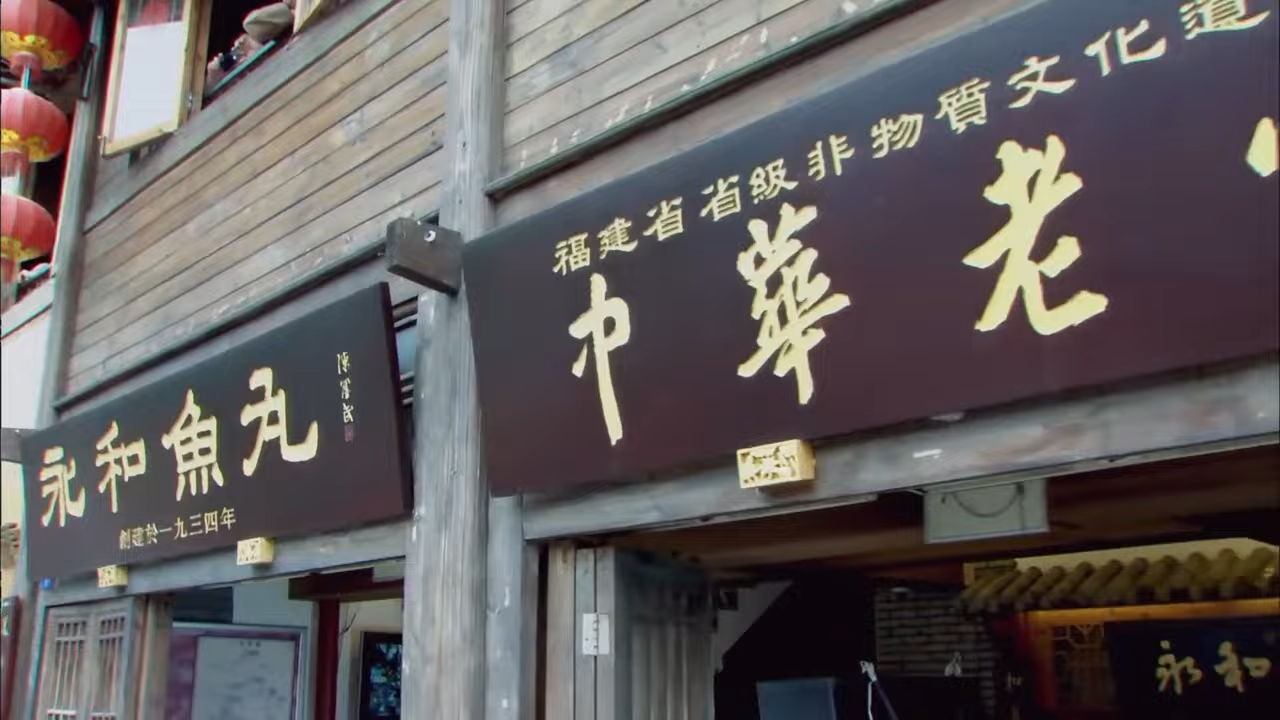 永和魚丸
創建於一九三四年
福建省省級非物質文化遺
中華老
永和